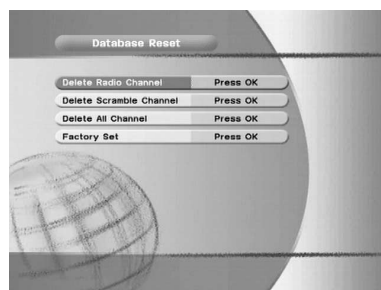 Database Reset
Delete Radio Channel Press OK
Delete Scramble Channel Press OK
Delete All Channel Press OK
Factory Set Press OK